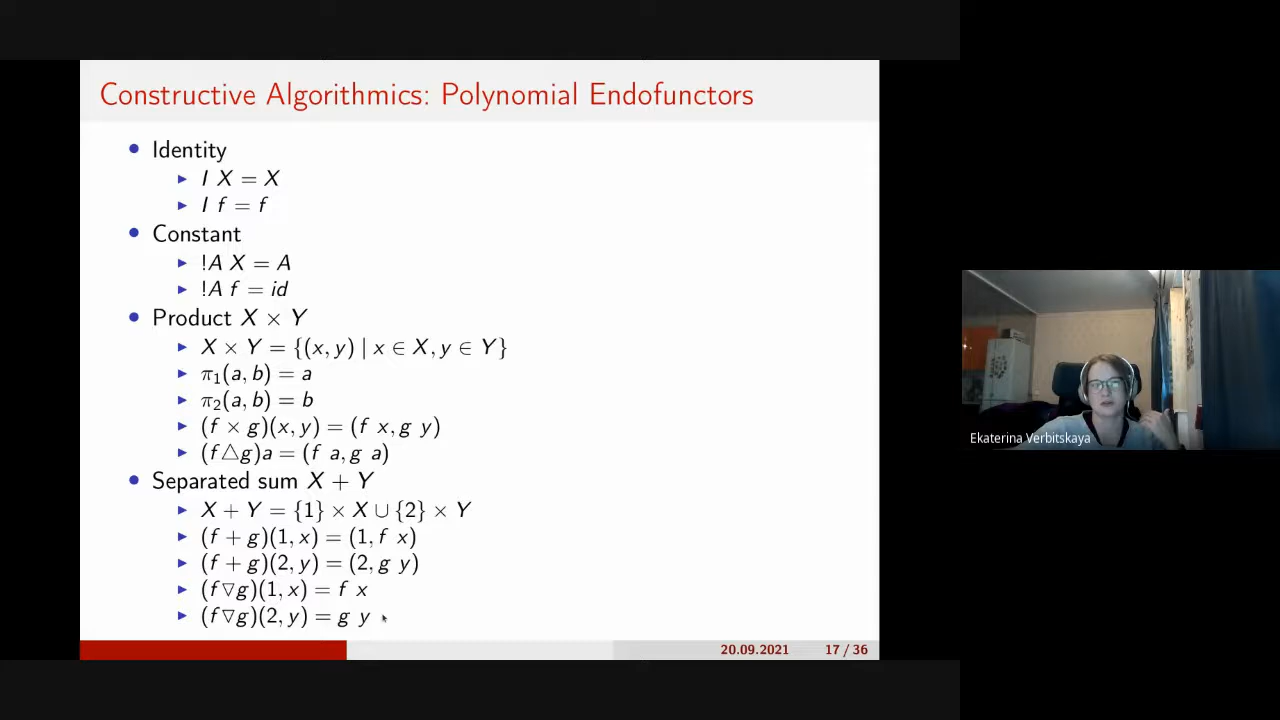 Constructive Algorithmics: Polynomial Endofunctors
• Identity
▶ I X = X
▶ I f = f
• Constant
▶ !A X = A
▶ !A f = id
• Product X × Y
▶ X × Y = {(x, y) | x ∈ X, y ∈ Y}
▶ π₁(a, b) = a
▶ π₂(a, b) = b
▶ (f × g)(x, y) = (f x, g y)
▶ (f△g)a = (f a, g a)
• Separated sum X + Y
▶ X + Y = {1} × X ∪ {2} × Y
▶ (f + g)(1, x) = (1, f x)
▶ (f + g)(2, y) = (2, g y)
▶ (f▽g)(1, x) = f x
▶ (f▽g)(2, y) = g y
20.09.2021 17 / 36
Ekaterina Verbitskaya